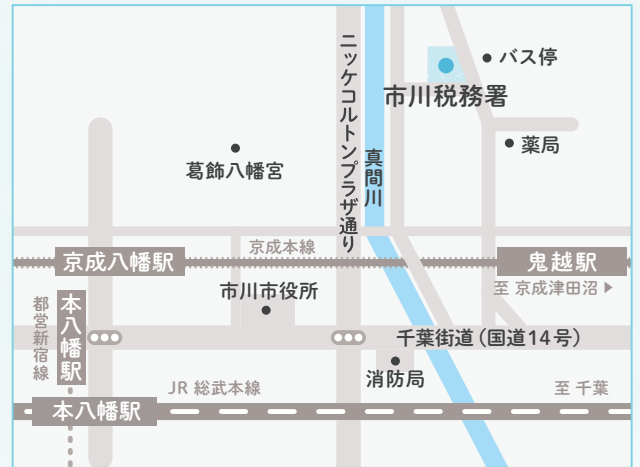 バス停
市川税務署
ニッケコルトンプラザ通り
真間川
薬局
葛飾八幡宮
京成本線
京成八幡駅
鬼越駅
至 京成津田沼 ▶
市川市役所
都営新宿線
本八幡駅
千葉街道（国道14号）
消防局
JR 総武本線
至 千葉
本八幡駅